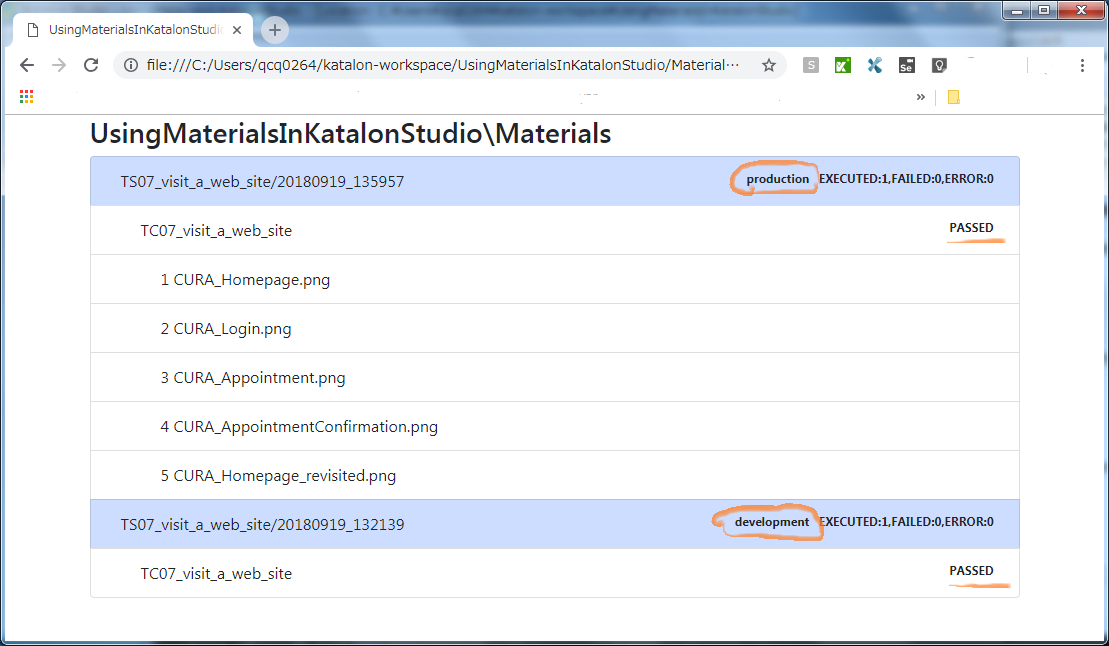 UsingMaterialsInKatalonStudio
file:///C:/Users/qcq0264/katalon-workspace/UsingMaterialsInKatalonStudio/Material···
UsingMaterialsInKatalonStudio\Materials
TS07_visit_a_web_site/20180919_135957 production EXECUTED:1,FAILED:0,ERROR:0
TC07_visit_a_web_site PASSED
1 CURA_Homepage.png
2 CURA_Login.png
3 CURA_Appointment.png
4 CURA_AppointmentConfirmation.png
5 CURA_Homepage_revisited.png
TS07_visit_a_web_site/20180919_132139 development EXECUTED:1,FAILED:0,ERROR:0
TC07_visit_a_web_site PASSED